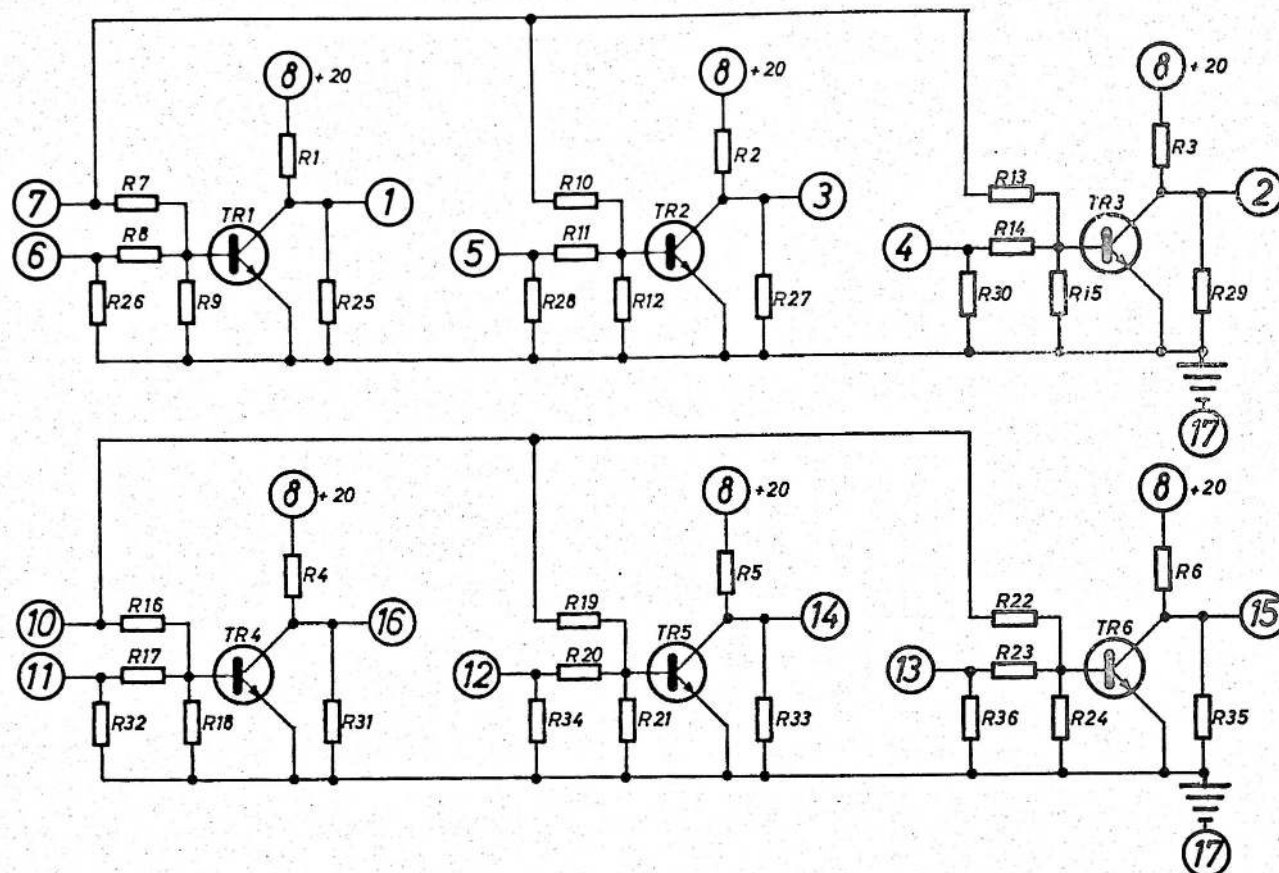 8 +20
8 +20
8 +20
R1
R2
R3
7
R7
1
R10
3
R13
2
TR1
TR2
TR3
6
R8
5
R11
4
R14
R26
R9
R25
R28
R12
R27
R30
R15
R29
17
8 +20
8 +20
8 +20
R4
R5
R6
10
R16
16
R19
14
R22
15
TR4
TR5
TR6
11
R17
12
R20
13
R23
R32
R18
R31
R34
R21
R33
R36
R24
R35
17